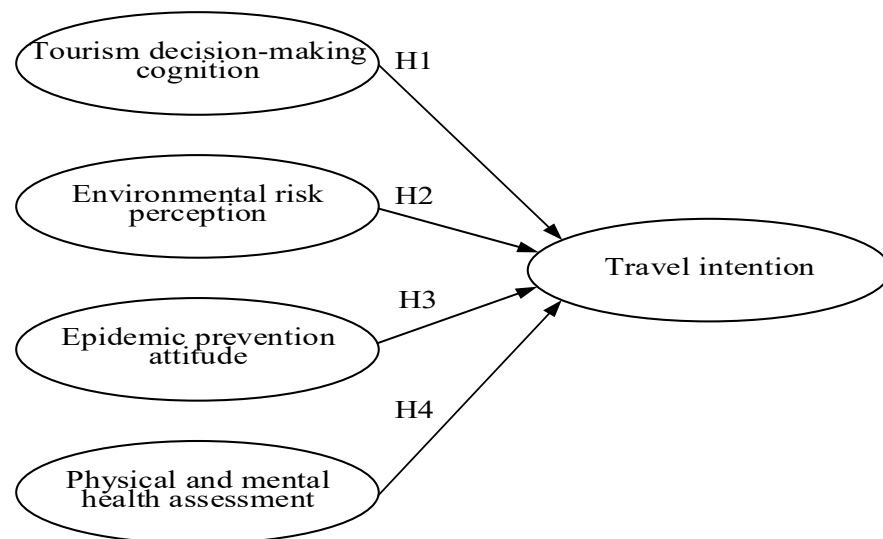 Tourism decision-making
cognition
H1
Environmental risk
perception
H2
Travel intention
Epidemic prevention
attitude
H3
Physical and mental
health assessment
H4